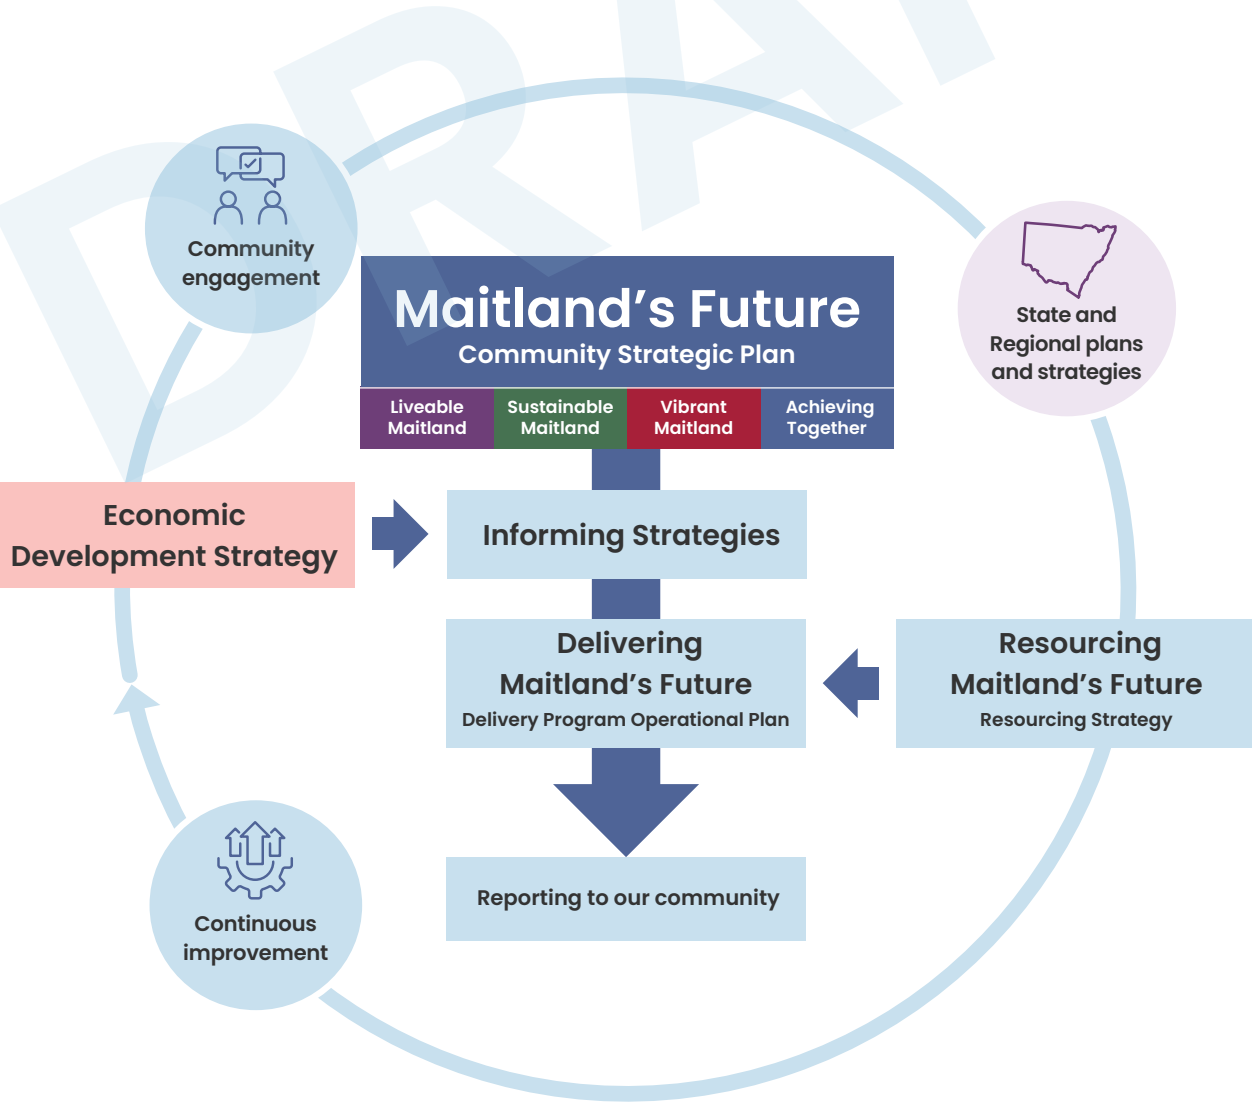 DRAF
Community
engagement
State and
Regional plans
and strategies
Maitland's Future
Community Strategic Plan
Liveable
Maitland
Sustainable
Maitland
Vibrant
Maitland
Achieving
Together
Economic
Development Strategy
Informing Strategies
Delivering
Maitland's Future
Delivery Program Operational Plan
Resourcing
Maitland's Future
Resourcing Strategy
Continuous
improvement
Reporting to our community